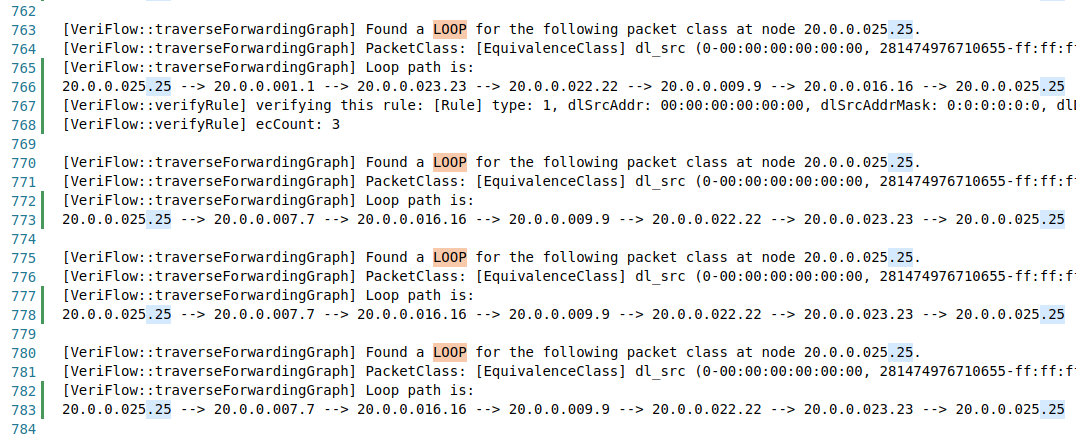 762
763 [VeriFlow::traverseForwardingGraph] Found a LOOP for the following packet class at node 20.0.0.025.25.
764 [VeriFlow::traverseForwardingGraph] PacketClass: [EquivalenceClass] dl_src (0-00:00:00:00:00:00, 281474976710655-ff:ff:f
765 [VeriFlow::traverseForwardingGraph] Loop path is:
766 20.0.0.025.25 --> 20.0.0.001.1 --> 20.0.0.023.23 --> 20.0.0.022.22 --> 20.0.0.009.9 --> 20.0.0.016.16 --> 20.0.0.025.25
767 [VeriFlow::verifyRule] verifying this rule: [Rule] type: 1, dlSrcAddr: 00:00:00:00:00:00, dlSrcAddrMask: 0:0:0:0:0:0, dl
768 [VeriFlow::verifyRule] ecCount: 3
769
770 [VeriFlow::traverseForwardingGraph] Found a LOOP for the following packet class at node 20.0.0.025.25.
771 [VeriFlow::traverseForwardingGraph] PacketClass: [EquivalenceClass] dl_src (0-00:00:00:00:00:00, 281474976710655-ff:ff:f
772 [VeriFlow::traverseForwardingGraph] Loop path is:
773 20.0.0.025.25 --> 20.0.0.007.7 --> 20.0.0.016.16 --> 20.0.0.009.9 --> 20.0.0.022.22 --> 20.0.0.023.23 --> 20.0.0.025.25
774
775 [VeriFlow::traverseForwardingGraph] Found a LOOP for the following packet class at node 20.0.0.025.25.
776 [VeriFlow::traverseForwardingGraph] PacketClass: [EquivalenceClass] dl_src (0-00:00:00:00:00:00, 281474976710655-ff:ff:f
777 [VeriFlow::traverseForwardingGraph] Loop path is:
778 20.0.0.025.25 --> 20.0.0.007.7 --> 20.0.0.016.16 --> 20.0.0.009.9 --> 20.0.0.022.22 --> 20.0.0.023.23 --> 20.0.0.025.25
779
780 [VeriFlow::traverseForwardingGraph] Found a LOOP for the following packet class at node 20.0.0.025.25.
781 [VeriFlow::traverseForwardingGraph] PacketClass: [EquivalenceClass] dl_src (0-00:00:00:00:00:00, 281474976710655-ff:ff:f
782 [VeriFlow::traverseForwardingGraph] Loop path is:
783 20.0.0.025.25 --> 20.0.0.007.7 --> 20.0.0.016.16 --> 20.0.0.009.9 --> 20.0.0.022.22 --> 20.0.0.023.23 --> 20.0.0.025.25
784